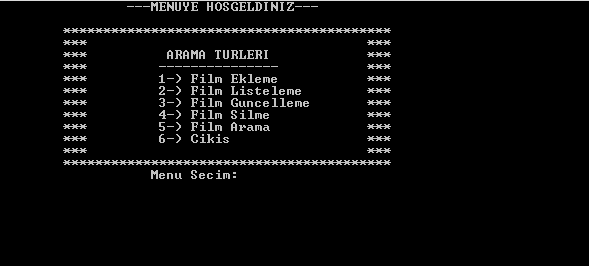 ---MENUYE HOSGELDINIZ---
*****************************************
*** ***
*** ARAMA TURLERI ***
*** --------------- ***
*** 1-) Film Ekleme ***
*** 2-) Film Listeleme ***
*** 3-) Film Guncelleme ***
*** 4-) Film Silme ***
*** 5-) Film Arama ***
*** 6-) Cikis ***
*** ***
*****************************************
Menu Secim: